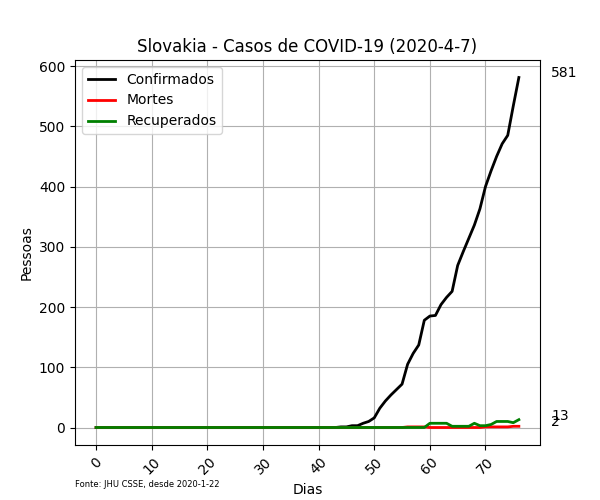 Slovakia - Casos de COVID-19 (2020-4-7)
Confirmados
Mortes
Recuperados
600
500
400
300
200
100
0
Pessoas
581
13
2
0
10
20
30
40
50
60
70
Dias
Fonte: JHU CSSE, desde 2020-1-22